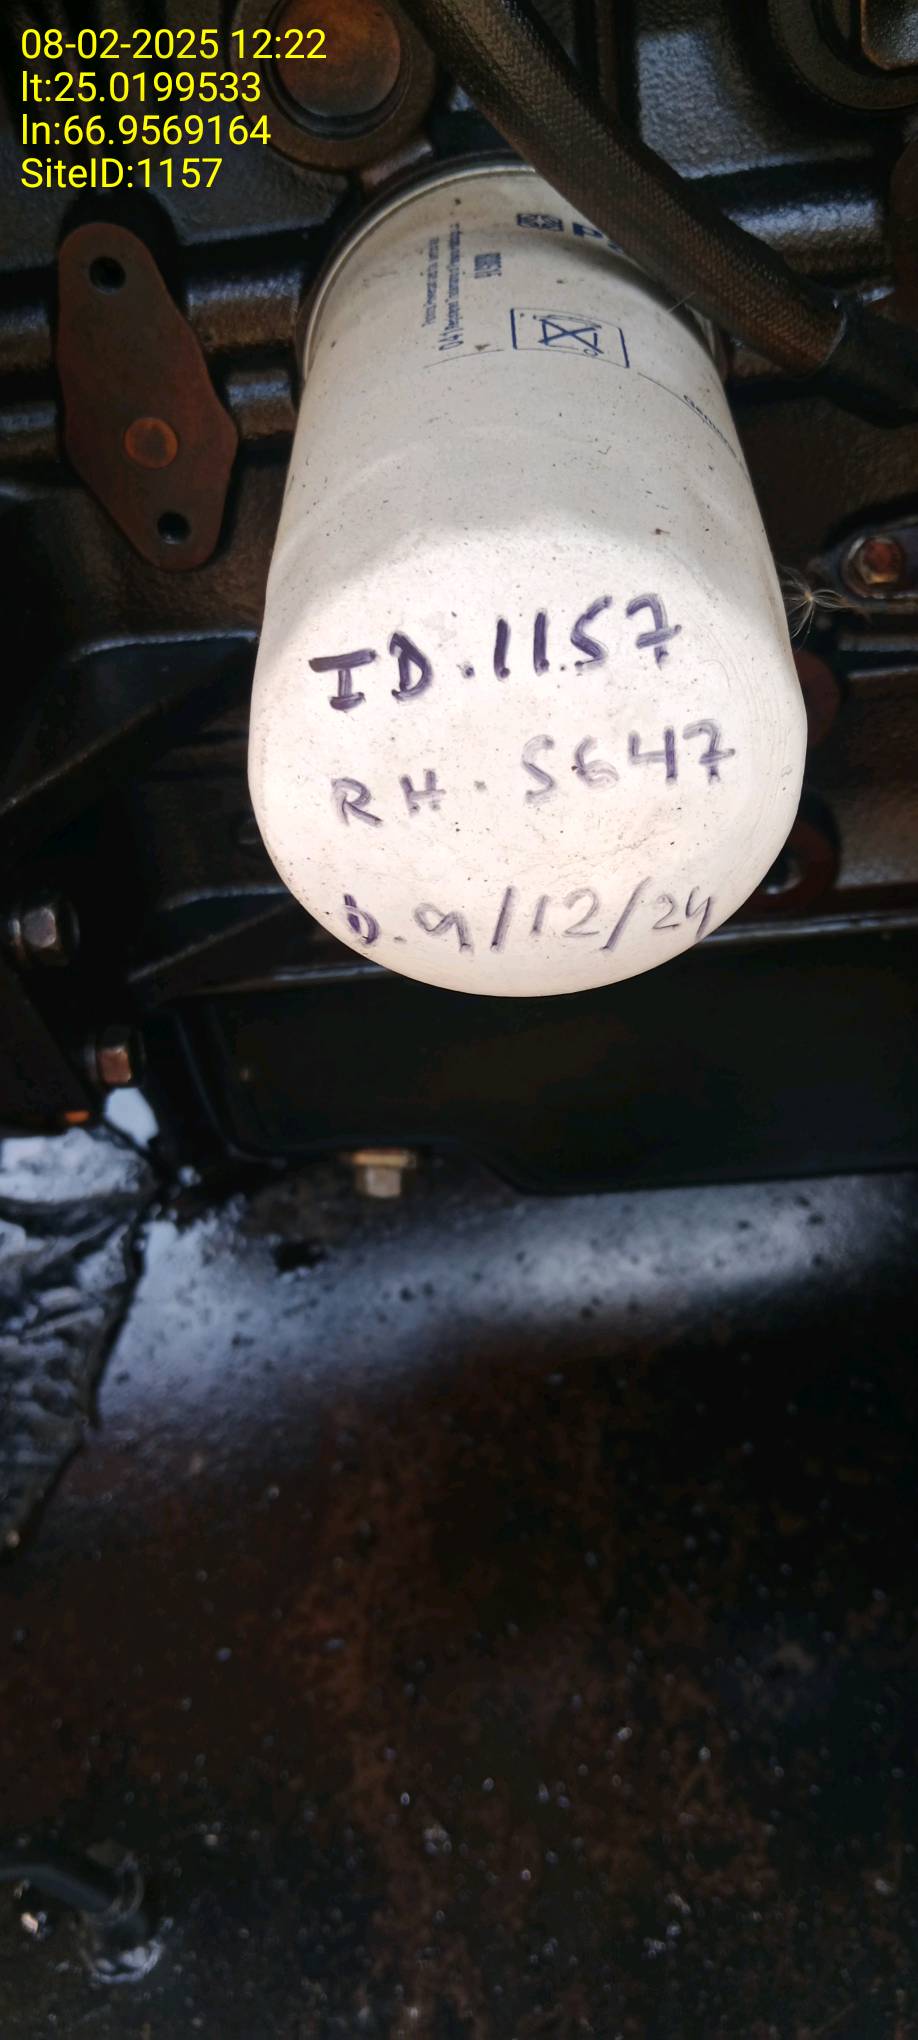 08-02-2025 12:22
lt:25.0199533
ln:66.9569164
SiteID:1157
ID.1157
RH. 5647
D.9/12/24